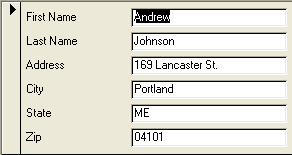 First Name Andrew
Last Name Johnson
Address 169 Lancaster St.
City Portland
State ME
Zip 04101